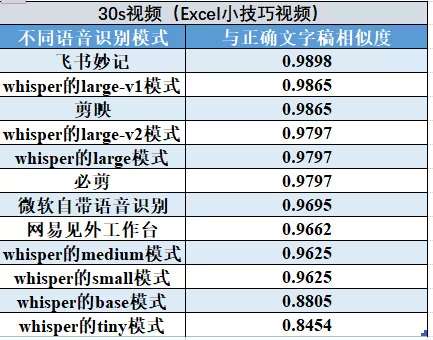 30s视频（Excel小技巧视频）
不同语音识别模式 与正确文字稿相似度
飞书妙记 0.9898
whisper的large-v1模式 0.9865
剪映 0.9865
whisper的large-v2模式 0.9797
whisper的large模式 0.9797
必剪 0.9797
微软自带语音识别 0.9695
网易见外工作台 0.9662
whisper的medium模式 0.9625
whisper的small模式 0.9625
whisper的base模式 0.8805
whisper的tiny模式 0.8454